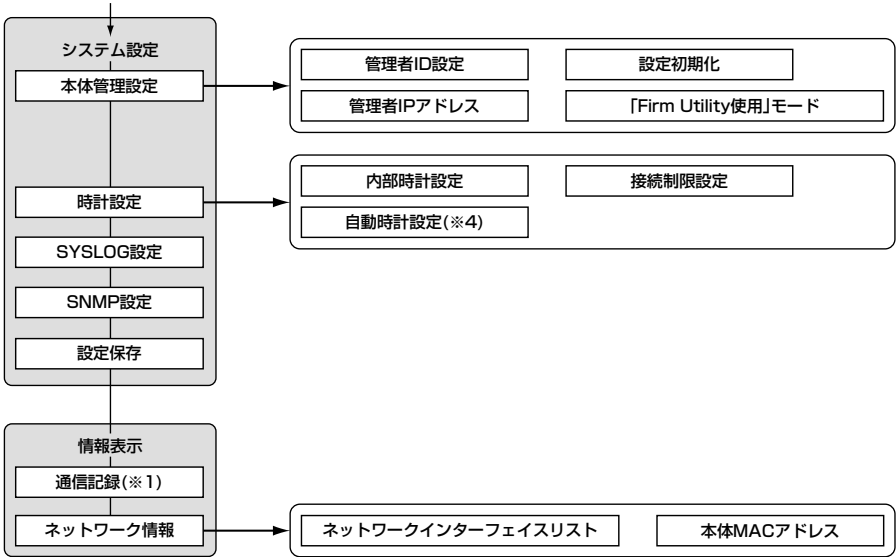 システム設定
本体管理設定
管理者ID設定
設定初期化
管理者IPアドレス
「Firm Utility使用」モード
時計設定
内部時計設定
接続制限設定
自動時計設定(※4)
SYSLOG設定
SNMP設定
設定保存
情報表示
通信記録(※1)
ネットワーク情報
ネットワークインターフェイスリスト
本体MACアドレス